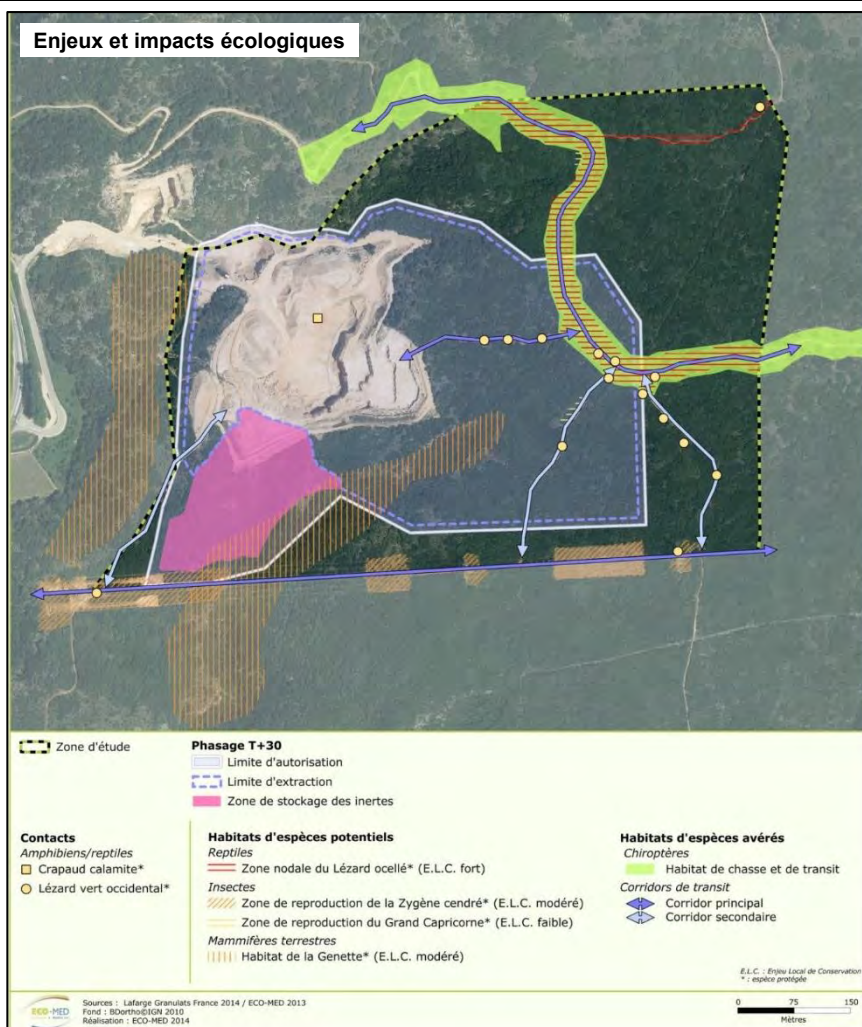 Enjeux et impacts écologiques
Zone d'étude
Phasage T+30
Limite d'autorisation
Limite d'extraction
Zone de stockage des inertes
Contacts
Amphibiens/reptiles
Crapaud calamite*
Lézard vert occidental*
Habitats d'espèces potentiels
Reptiles
Zone nodale du Lézard ocellé* (E.L.C. fort)
Insectes
Zone de reproduction de la Zygène cendré* (E.L.C. modéré)
Zone de reproduction du Grand Capricorne* (E.L.C. faible)
Mammifères terrestres
Habitat de la Genette* (E.L.C. modéré)
Habitats d'espèces avérés
Chiroptères
Habitat de chasse et de transit
Corridors de transit
Corridor principal
Corridor secondaire
E.L.C. : Enjeu Local de Conservation
* : espèce protégée
ECO-MED
Sources : Lafarge Granulats France 2014 / ECO-MED 2013
Fond : BDortho©IGN 2010
Réalisation : ECO-MED 2014
0 75 150
Mètres